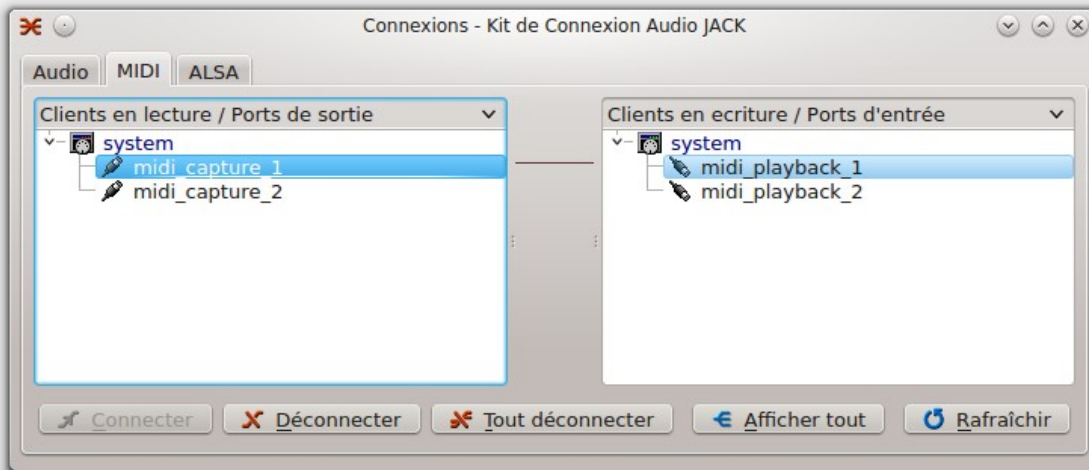 Connexions - Kit de Connexion Audio JACK
Audio MIDI ALSA
Clients en lecture / Ports de sortie
system
midi_capture_1
midi_capture_2
Clients en ecriture / Ports d'entrée
system
midi_playback_1
midi_playback_2
Connecter Déconnecter Tout déconnecter Afficher tout Rafraîchir